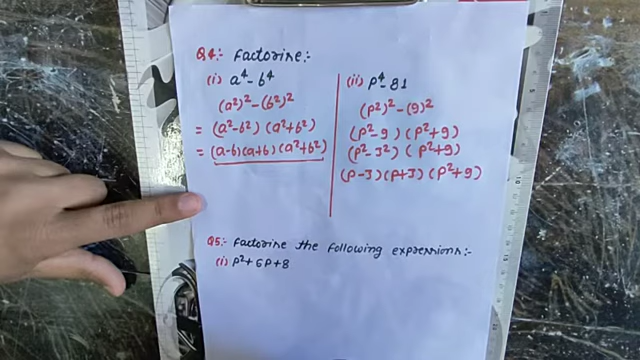 Q4:- Factorise:-
(i) a⁴-b⁴
(a²)²-(b²)²
= (a²-b²) (a²+b²)
= (a-b)(a+b) (a²+b²)
(ii) P⁴-81
(P²)²-(9)²
(P²-9) (P²+9)
(P²-3²) (P²+9)
(P-3)(P+3) (P²+9)
Q5:- Factorise the following expressions:-
(i) P²+6P+8